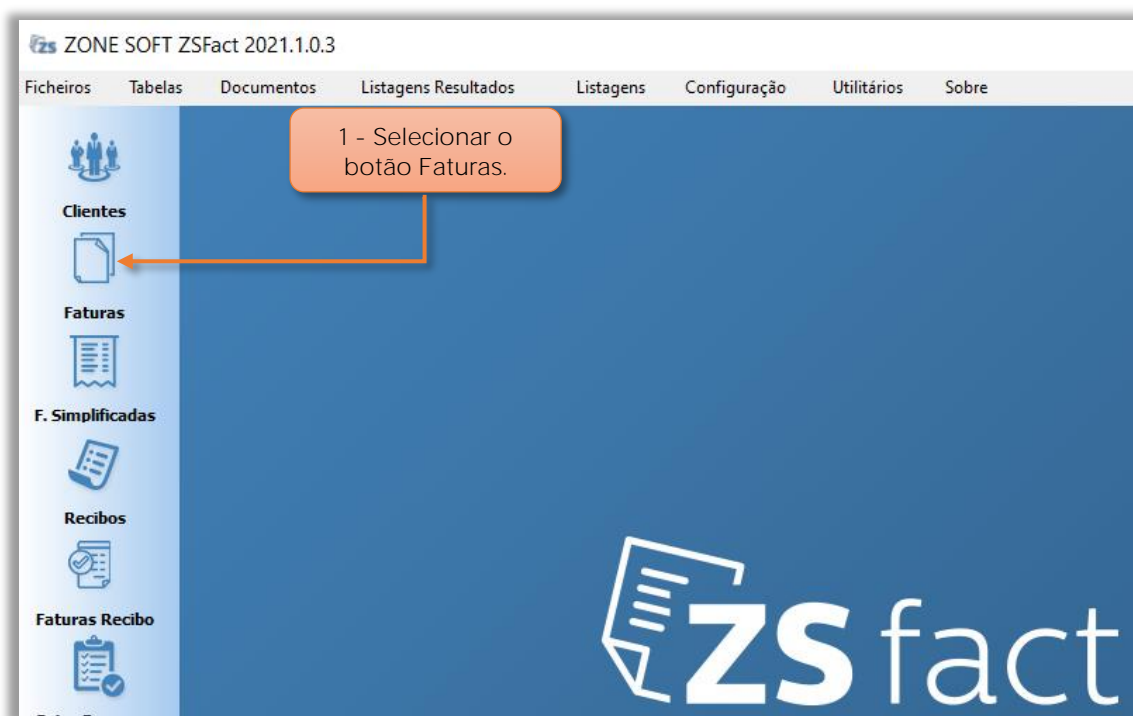 zs ZONE SOFT ZSFact 2021.1.0.3
Ficheiros Tabelas Documentos Listagens Resultados Listagens Configuração Utilitários Sobre
1 - Selecionar o
botão Faturas.
Clientes
Faturas
F. Simplificadas
Recibos
Faturas Recibo
ZS fact